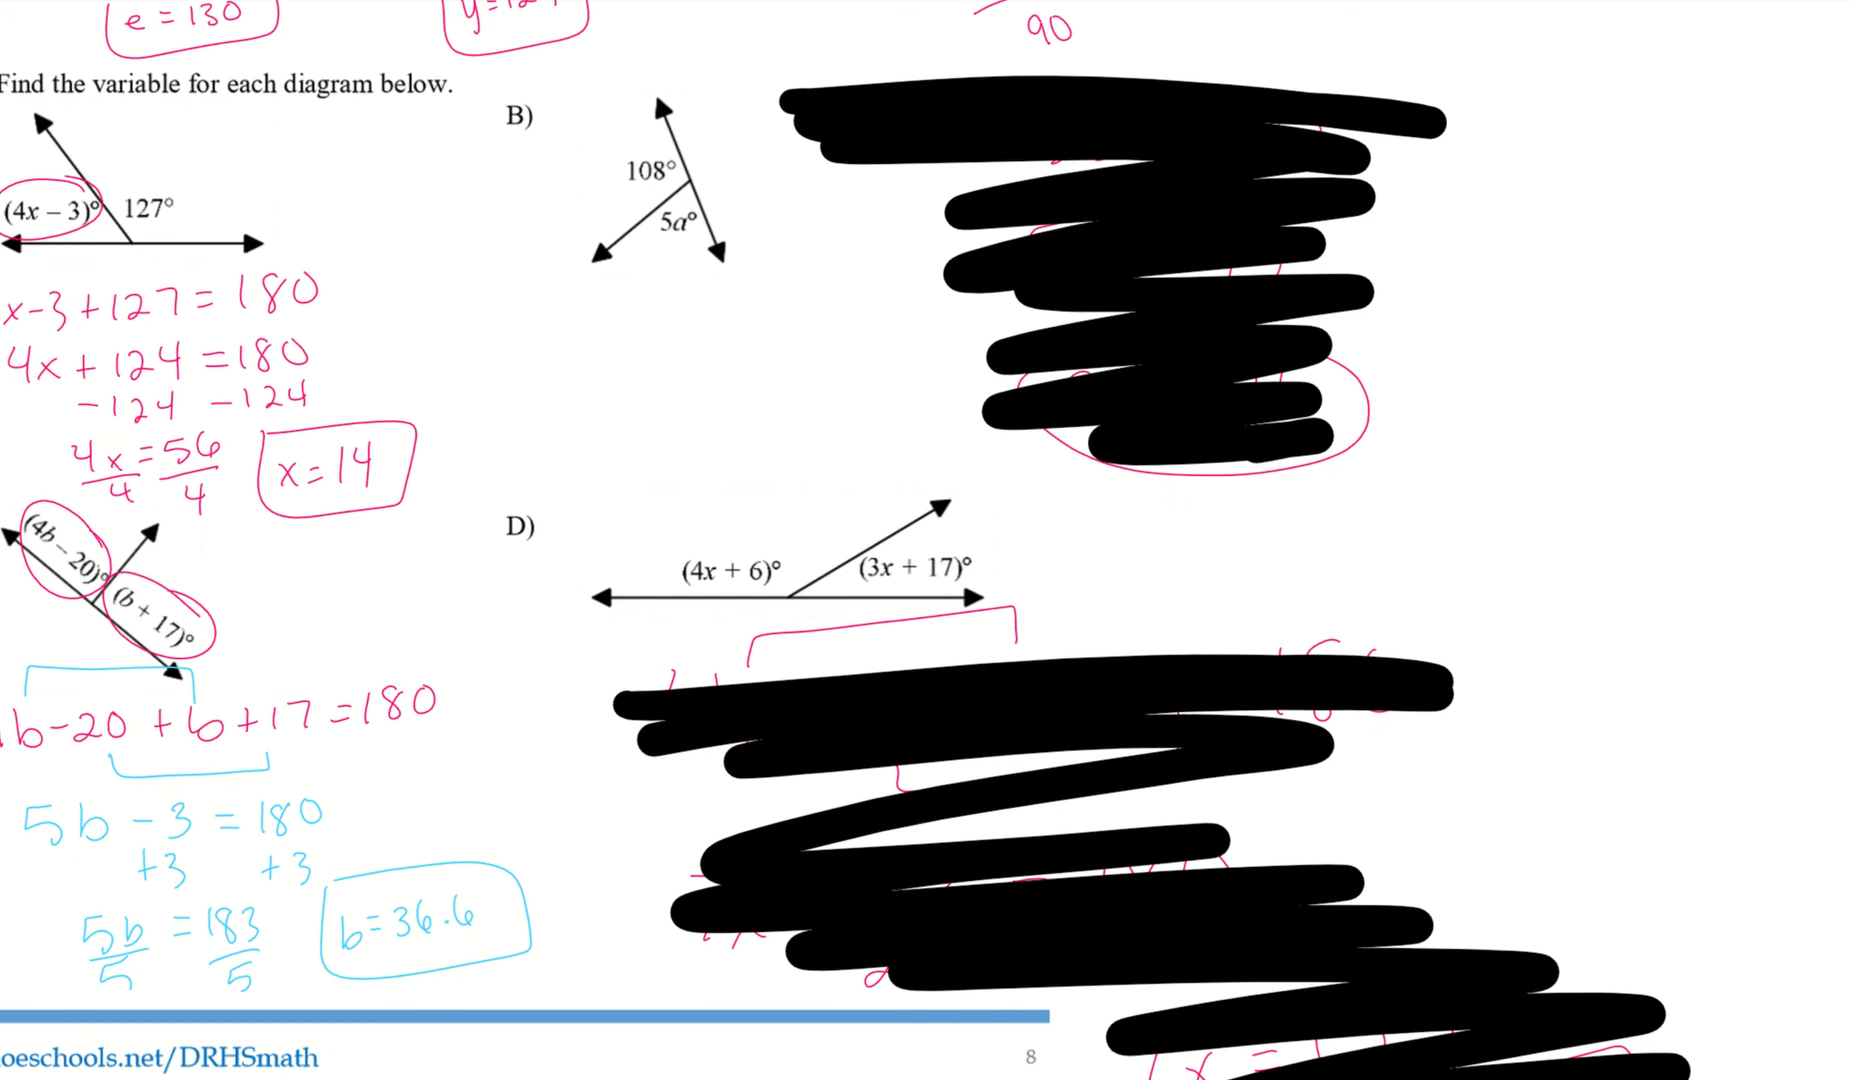 e = 130
90
Find the variable for each diagram below.
(4x – 3)°
127°
x-3+127=180
4x + 124 =180
-124 -124
4x=56
4 4
x=14
B)
108°
5a°
(4b – 20)°
(b + 17)°
b-20 +b+17=180
5b -3 = 180
+3 +3
5b = 183
5 5
b=36.6
D)
(4x + 6)°
(3x + 17)°
x =
oeschools.net/DRHSmath
8